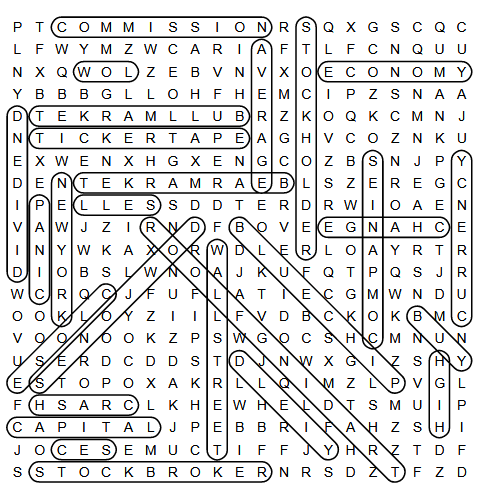 P T C O M M I S S I O N R S Q X G S C Q C
L F W Y M Z W C A R I A F T L F C N Q U U
N X Q W O L Z E B V N V X O E C O N O M Y
Y B B B G L L O H F H E M C I P Z S N A A
D T E K R A M L L U B R Z K O Q K C M N J
N T I C K E R T A P E A G H V C O Z N K U
E X W E N X H G X E N G C O Z B S N J P Y
D E N T E K R A M R A E B L S Z E R E G C
I P E L L E S S D D T E R D R W I O A E N
V A W J Z I R N D F B O V E E G N A H C E
I N Y W K A X O R W D L E R L O A Y R T R
D I O B S L W N O A J K U F Q T P Q S J R
W C R Q C J F U F L A T I E C G M W N D U
O O K L O Y Z I I L F V D B C K O K B M C
V O O N O O K Z P S W G O C S H C M N U N
U S E R D C D D S T D J N W X G I Z S H Y
E S T O P O X A K R L L Q I M Z L P V G L
F H S A R C L K H E W H E L D T S M U I P
C A P I T A L J P E B B R I F A H Z S H I
J O C E S E M U C T I F F J Y H R Z T D F
S S T O C K B R O K E R N R S D Z T F Z D